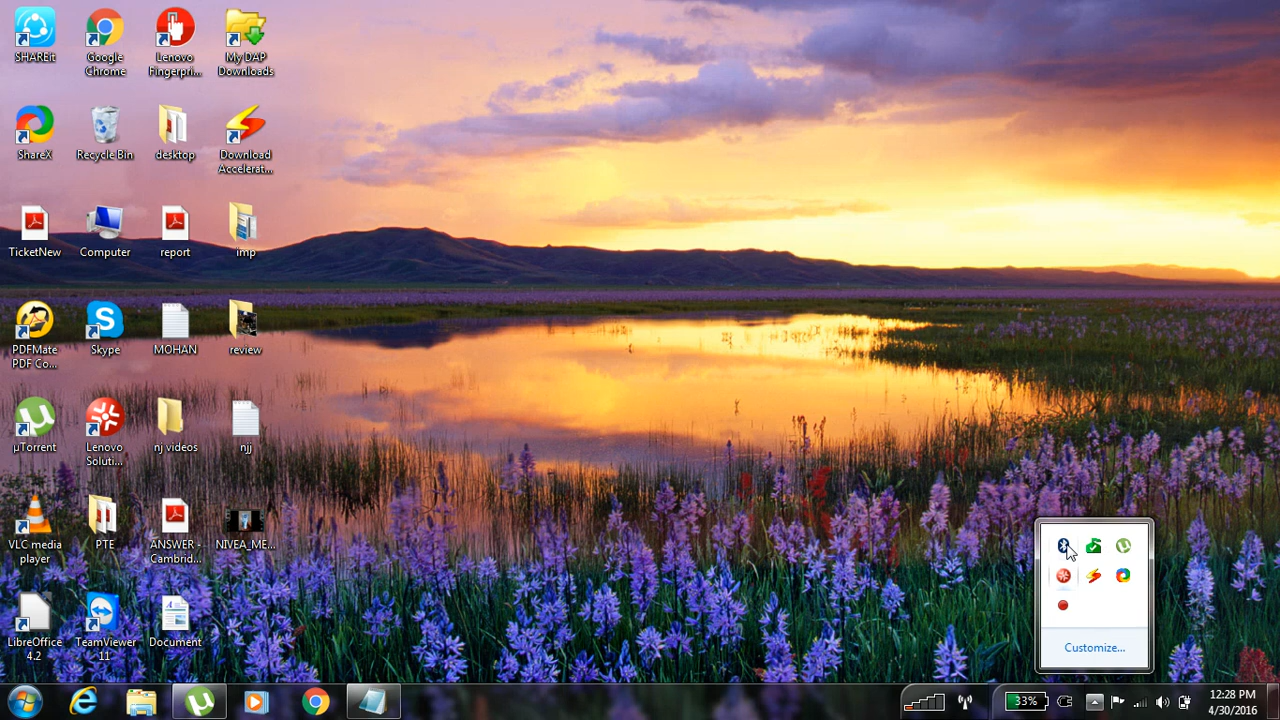 SHAREit
Google
Chrome
Lenovo
Fingerpri...
My DAP
Downloads
ShareX
Recycle Bin
desktop
Download
Accelerat...
TicketNew
Computer
report
imp
PDFMate
PDF Co...
Skype
MOHAN
review
µTorrent
Lenovo
Soluti...
nj videos
njj
VLC media
player
PTE
ANSWER -
Cambrid...
NIVEA_ME...
LibreOffice
4.2
TeamViewer
11
Document
Customize...
33%
12:28 PM
4/30/2016